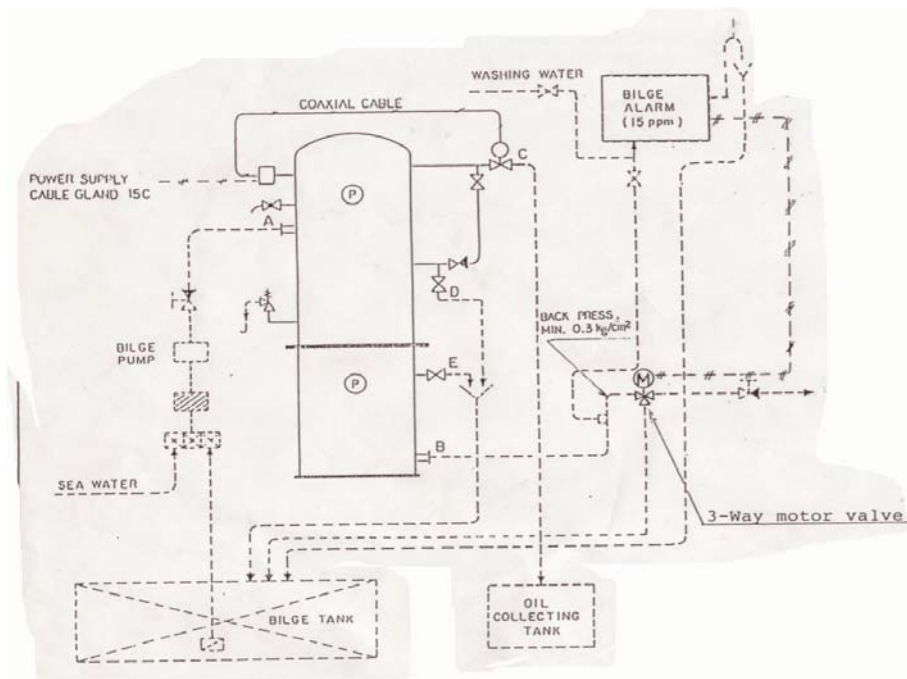 WASHING WATER
BILGE
ALARM
(15 ppm)
COAXIAL CABLE
C
P
POWER SUPPLY
CABLE GLAND 15C
A
D
BACK PRESS.
MIN. 0.3 kg/cm²
BILGE
PUMP
E
M
P
B
SEA WATER
3-Way motor valve
BILGE TANK
OIL
COLLECTING
TANK